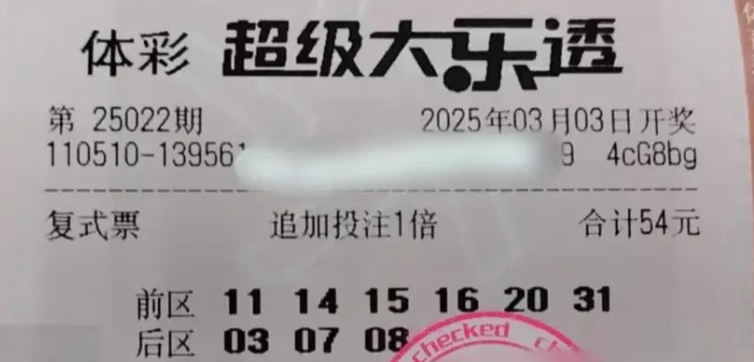 体彩 超级大乐透
第 25022期 2025年03月03日开奖
110510-139561 9 4cG8bg
复式票 追加投注1倍 合计54元
前区 11 14 15 16 20 31
后区 03 07 08
checked